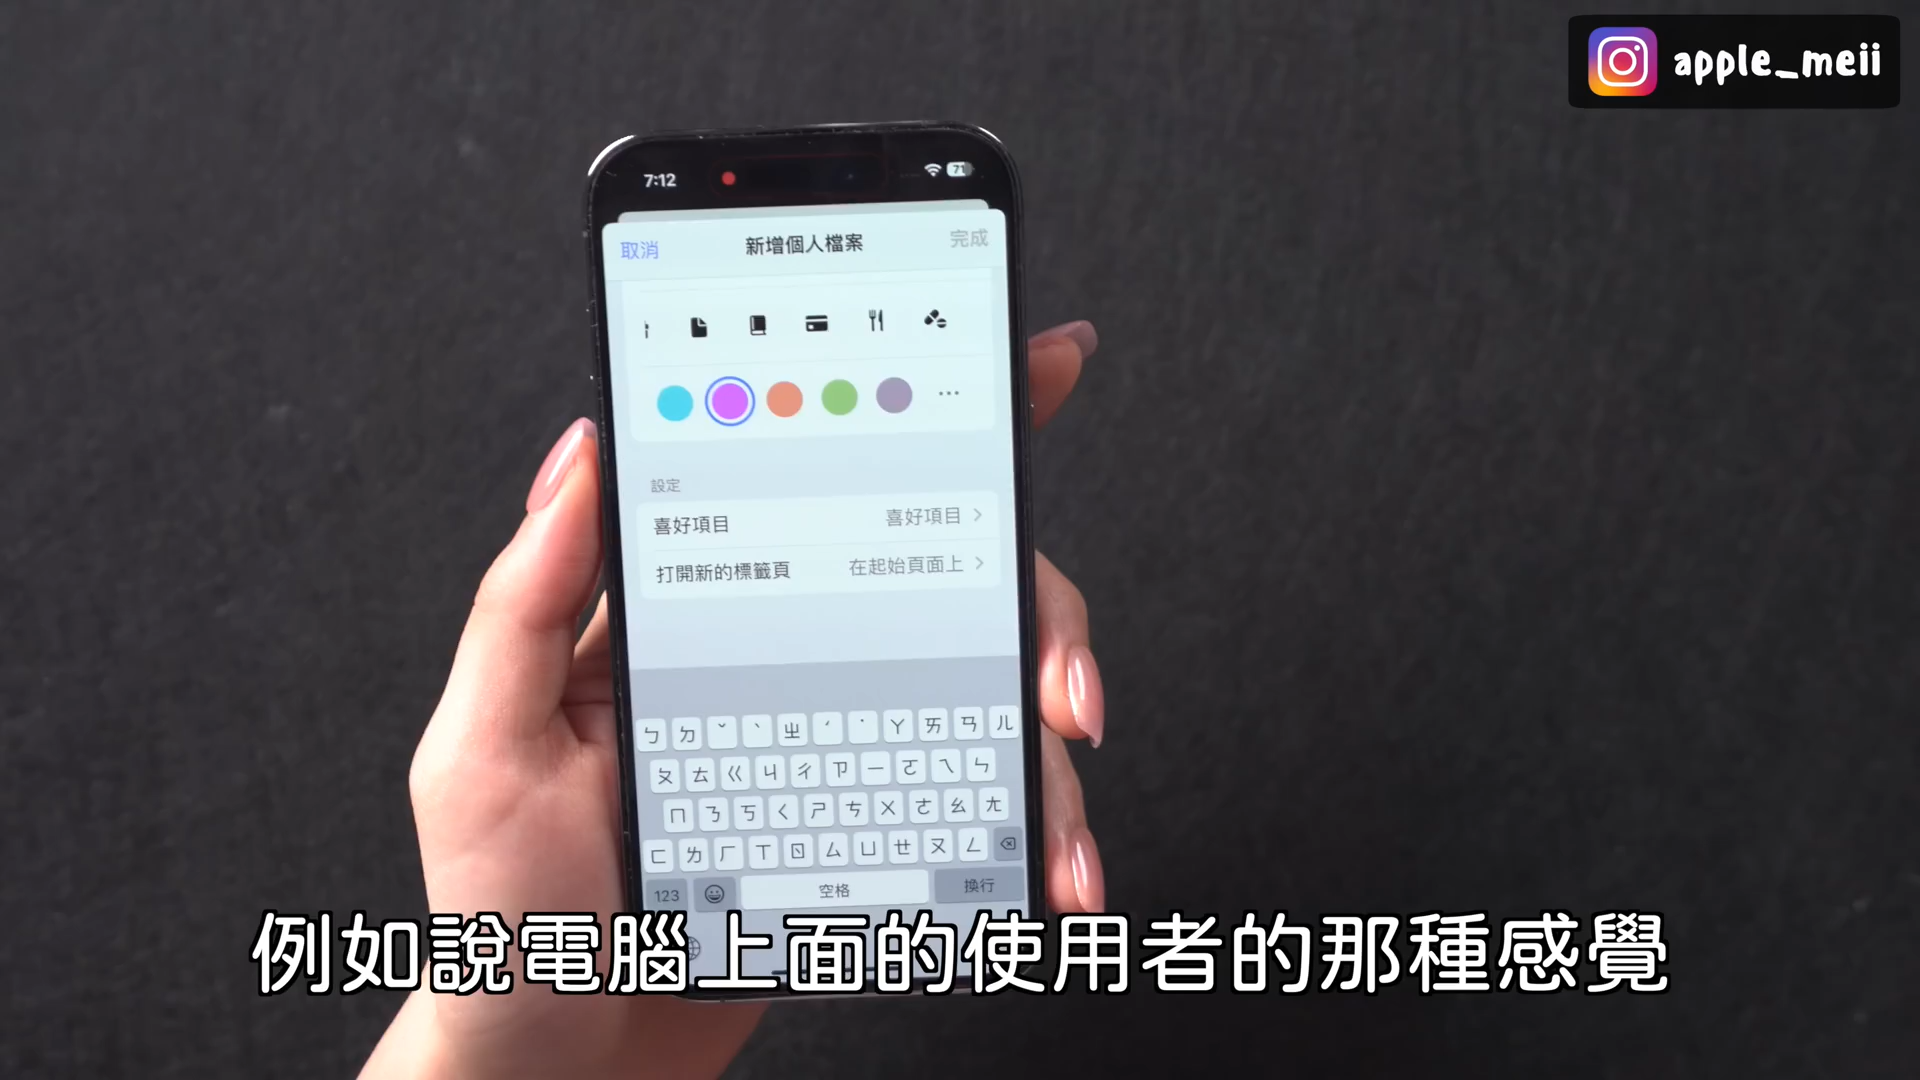 apple_meii
7:12
71
取消
新增個人檔案
完成
設定
喜好項目
喜好項目
打開新的標籤頁
在起始頁面上
ㄅ ㄉ ˇ ˋ ㄓ ˊ ˙ ㄚ ㄞ ㄢ ㄦ
ㄆ ㄊ ㄍ ㄐ ㄔ ㄗ ㄧ ㄛ ㄟ ㄣ
ㄇ ㄋ ㄎ ㄑ ㄕ ㄘ ㄨ ㄜ ㄠ ㄤ
ㄈ ㄌ ㄏ ㄒ ㄖ ㄙ ㄩ ㄝ ㄡ ㄥ
123
空格
換行
例如說電腦上面的使用者的那種感覺